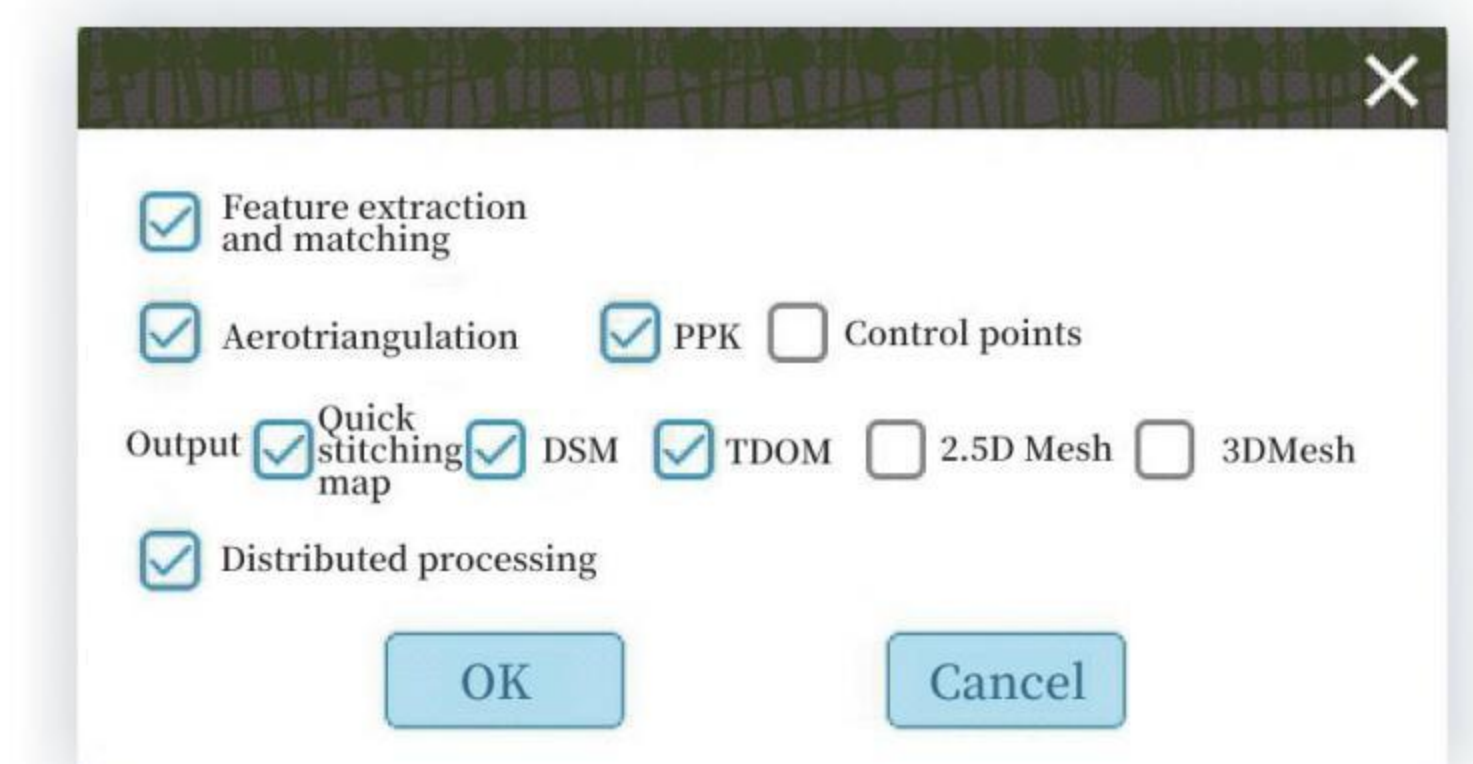 Feature extraction
and matching
Aerotriangulation PPK Control points
Output Quick stitching map DSM TDOM 2.5D Mesh 3DMesh
Distributed processing
OK Cancel